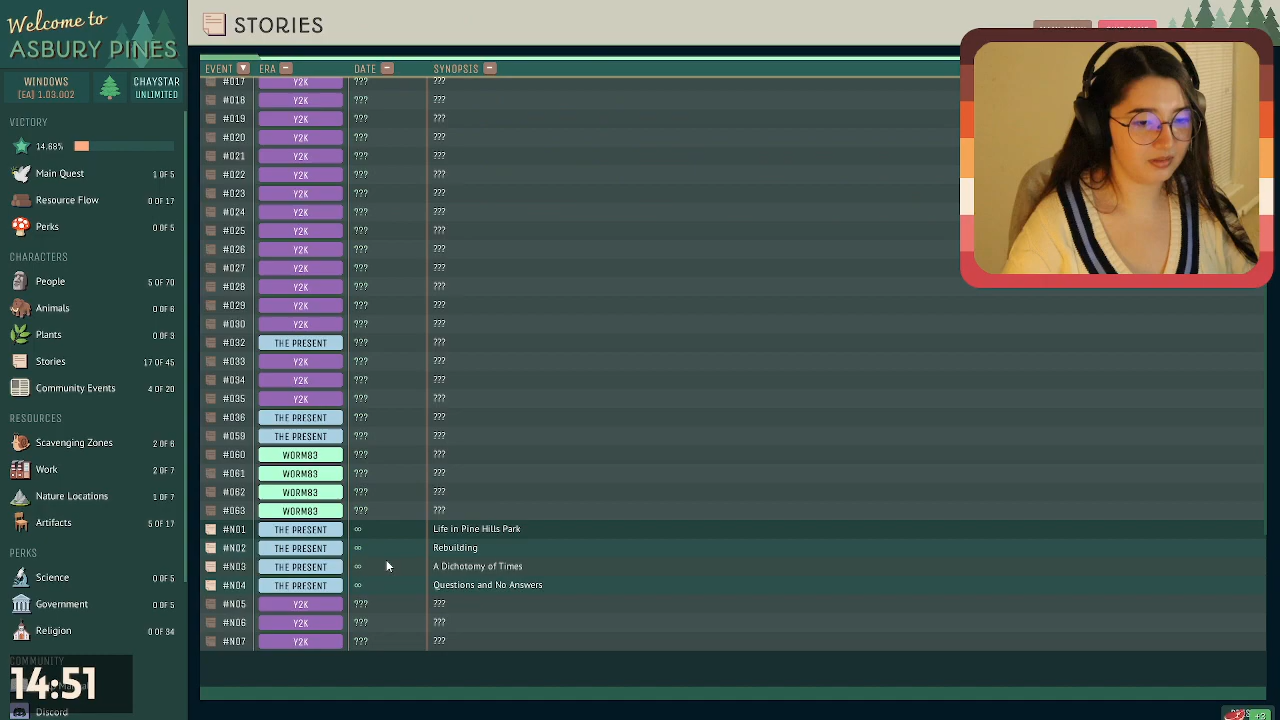 Welcome to
ASBURY PINES
STORIES
WINDOWS
[EA] 1.03.002
CHAYSTAR
UNLIMITED
VICTORY
14.68%
Main Quest 1 OF 5
Resource Flow 0 OF 17
Perks 0 OF 5
CHARACTERS
People 5 OF 70
Animals 0 OF 6
Plants 0 OF 3
Stories 17 OF 45
Community Events 4 OF 20
RESOURCES
Scavenging Zones 2 OF 6
Work 2 OF 7
Nature Locations 1 OF 7
Artifacts 5 OF 17
PERKS
Science 0 OF 5
Government 0 OF 5
Religion 0 OF 34
COMMUNITY
14:51
Discord
EVENT ERA DATE SYNOPSIS
#017 Y2K ??? ???
#018 Y2K ??? ???
#019 Y2K ??? ???
#020 Y2K ??? ???
#021 Y2K ??? ???
#022 Y2K ??? ???
#023 Y2K ??? ???
#024 Y2K ??? ???
#025 Y2K ??? ???
#026 Y2K ??? ???
#027 Y2K ??? ???
#028 Y2K ??? ???
#029 Y2K ??? ???
#030 Y2K ??? ???
#032 THE PRESENT ??? ???
#033 Y2K ??? ???
#034 Y2K ??? ???
#035 Y2K ??? ???
#036 THE PRESENT ??? ???
#059 THE PRESENT ??? ???
#060 WORM83 ??? ???
#061 WORM83 ??? ???
#062 WORM83 ??? ???
#063 WORM83 ??? ???
#N01 THE PRESENT ∞ Life in Pine Hills Park
#N02 THE PRESENT ∞ Rebuilding
#N03 THE PRESENT ∞ A Dichotomy of Times
#N04 THE PRESENT ∞ Questions and No Answers
#N05 Y2K ??? ???
#N06 Y2K ??? ???
#N07 Y2K ??? ???